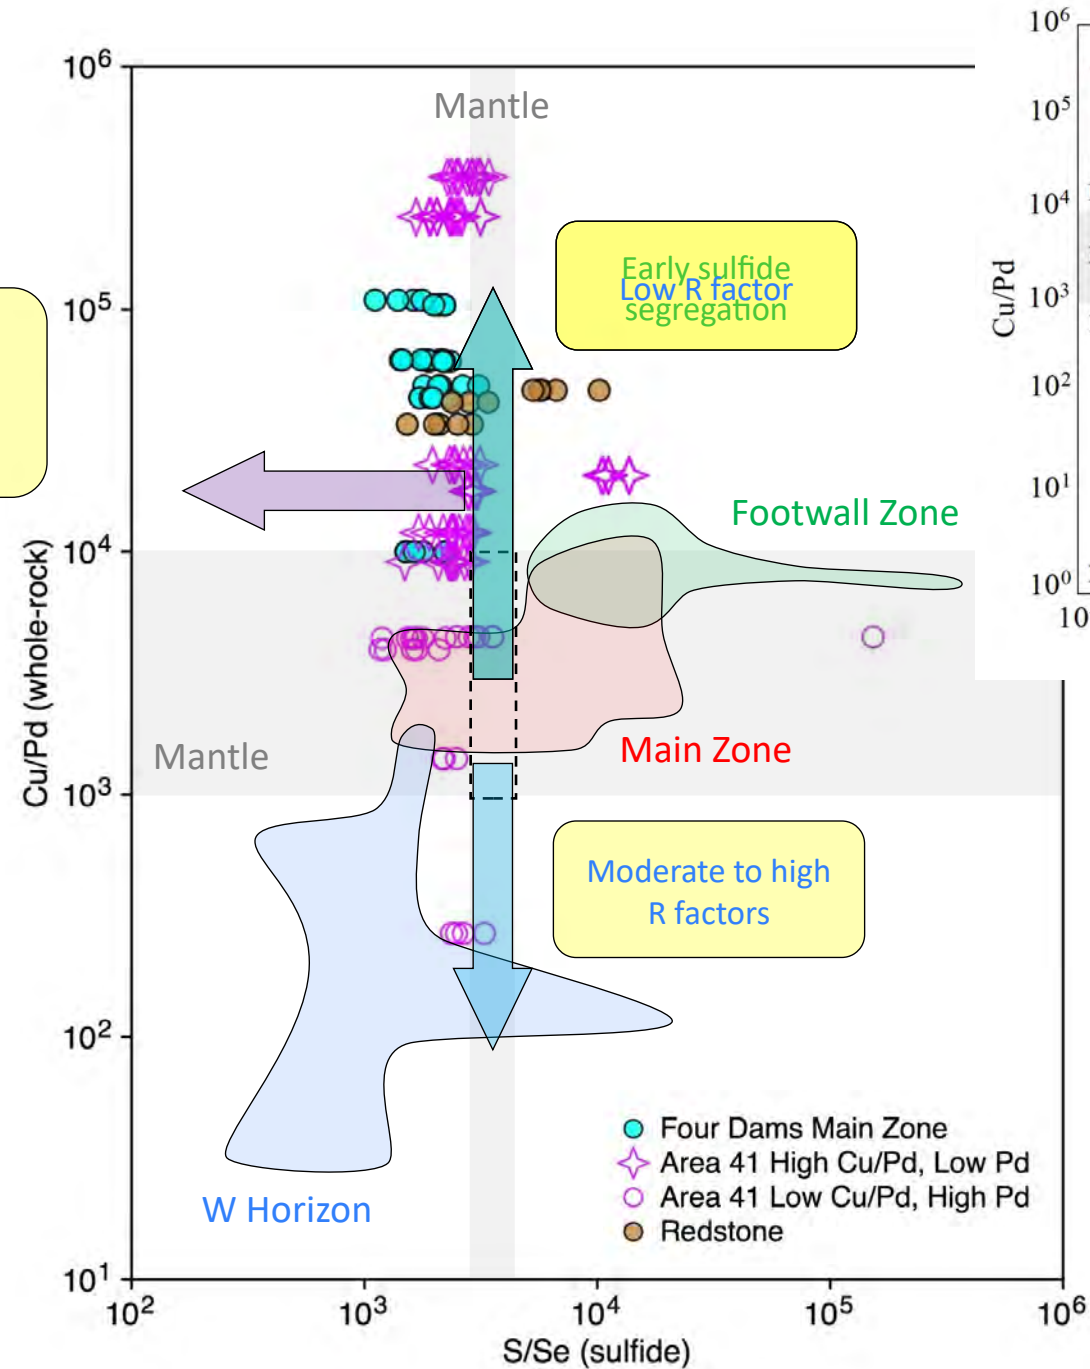 10⁶
Mantle
10⁶
10⁵
10⁴
10³
10²
10¹
10⁰
10
Cu/Pd
Early sulfide
Low R factor
segregation
10⁵
Footwall Zone
10⁴
Cu/Pd (whole-rock)
Mantle
Main Zone
10³
Moderate to high
R factors
10²
Four Dams Main Zone
Area 41 High Cu/Pd, Low Pd
Area 41 Low Cu/Pd, High Pd
Redstone
W Horizon
10¹
10² 10³ 10⁴ 10⁵ 10⁶
S/Se (sulfide)